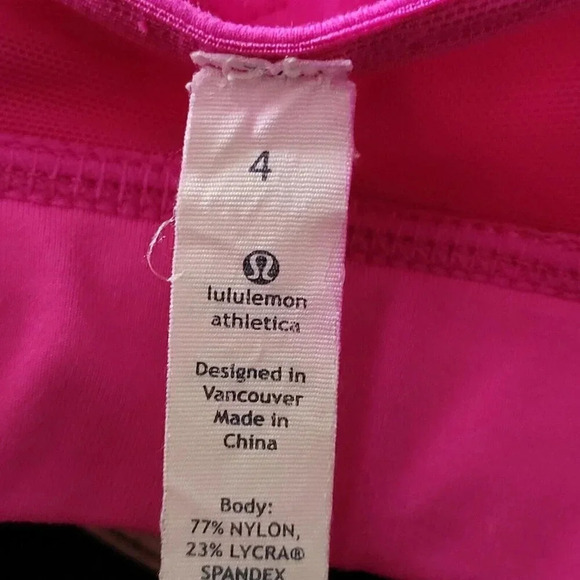 4
lululemon
athletica
Designed in
Vancouver
Made in
China
Body:
77% NYLON,
23% LYCRA®
SPANDEX